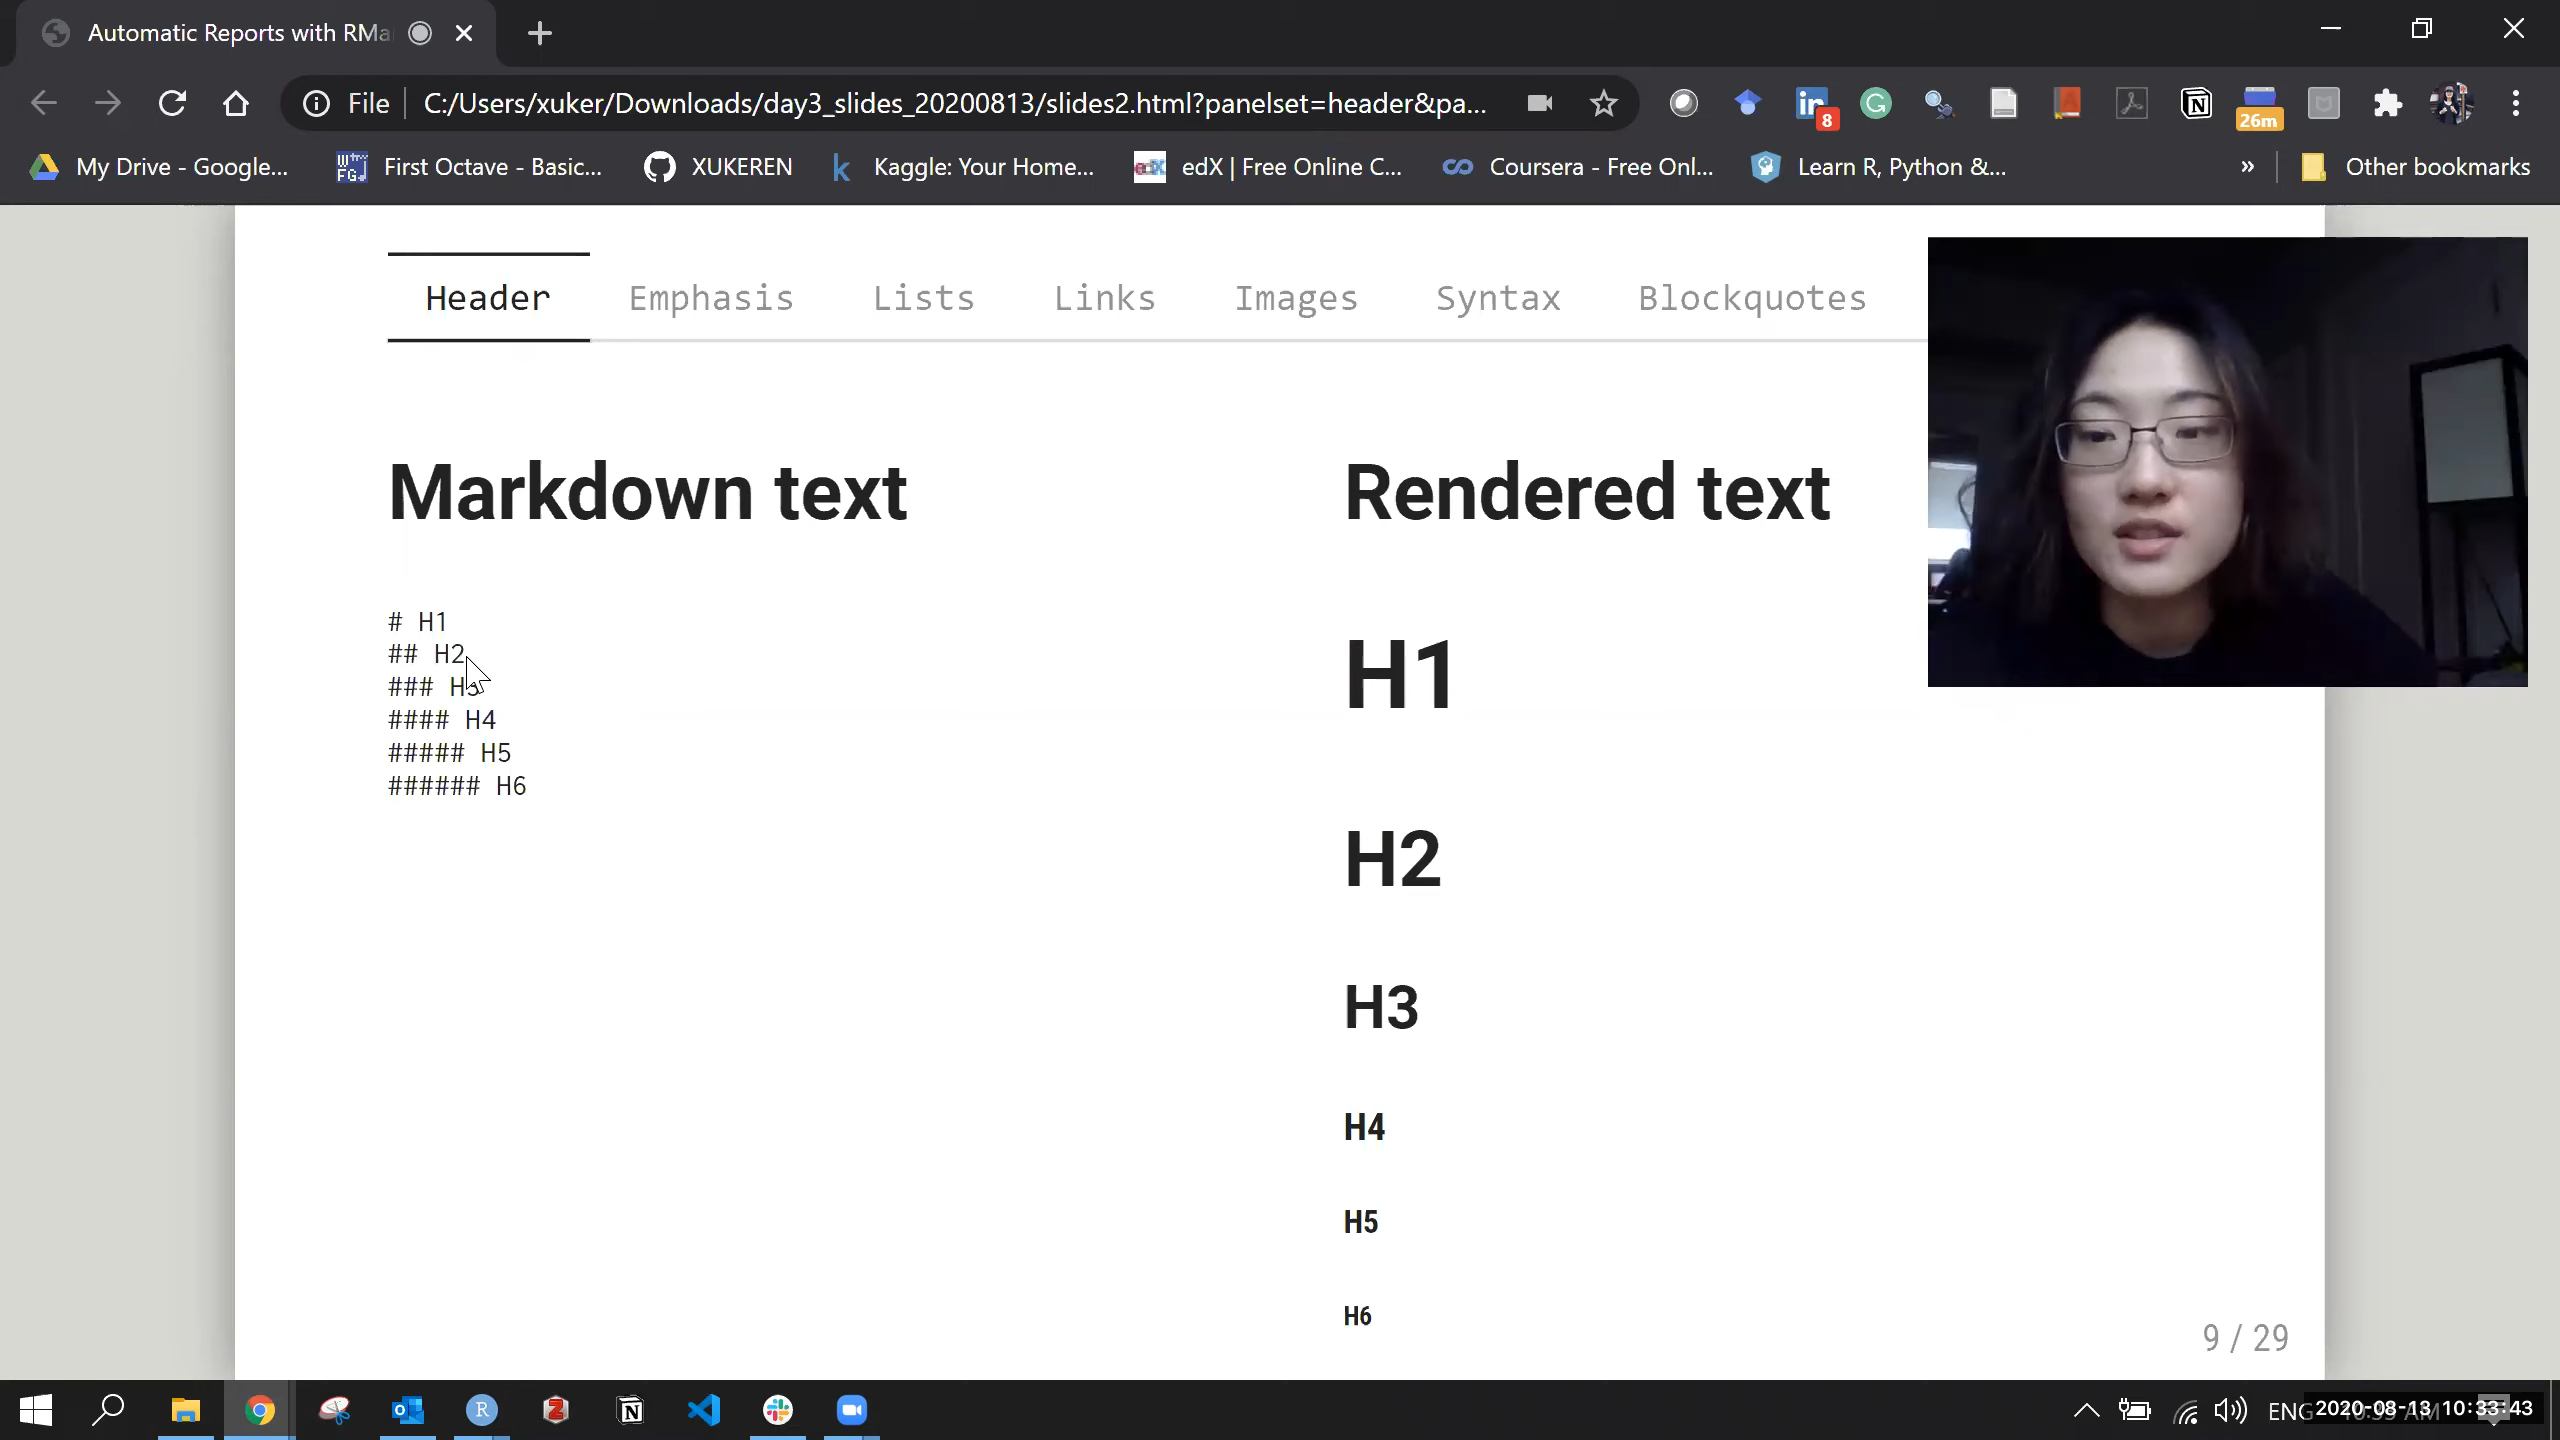 Automatic Reports with RMa
File C:/Users/xuker/Downloads/day3_slides_20200813/slides2.html?panelset=header&pa...
8
26m
My Drive - Google... First Octave - Basic... XUKEREN Kaggle: Your Home... edX | Free Online C... Coursera - Free Onl... Learn R, Python &... » Other bookmarks
Header Emphasis Lists Links Images Syntax Blockquotes
Markdown text
# H1
## H2
### H3
#### H4
##### H5
###### H6
Rendered text
H1
H2
H3
H4
H5
H6
9 / 29
ENG 2020-08-13 10:33:43